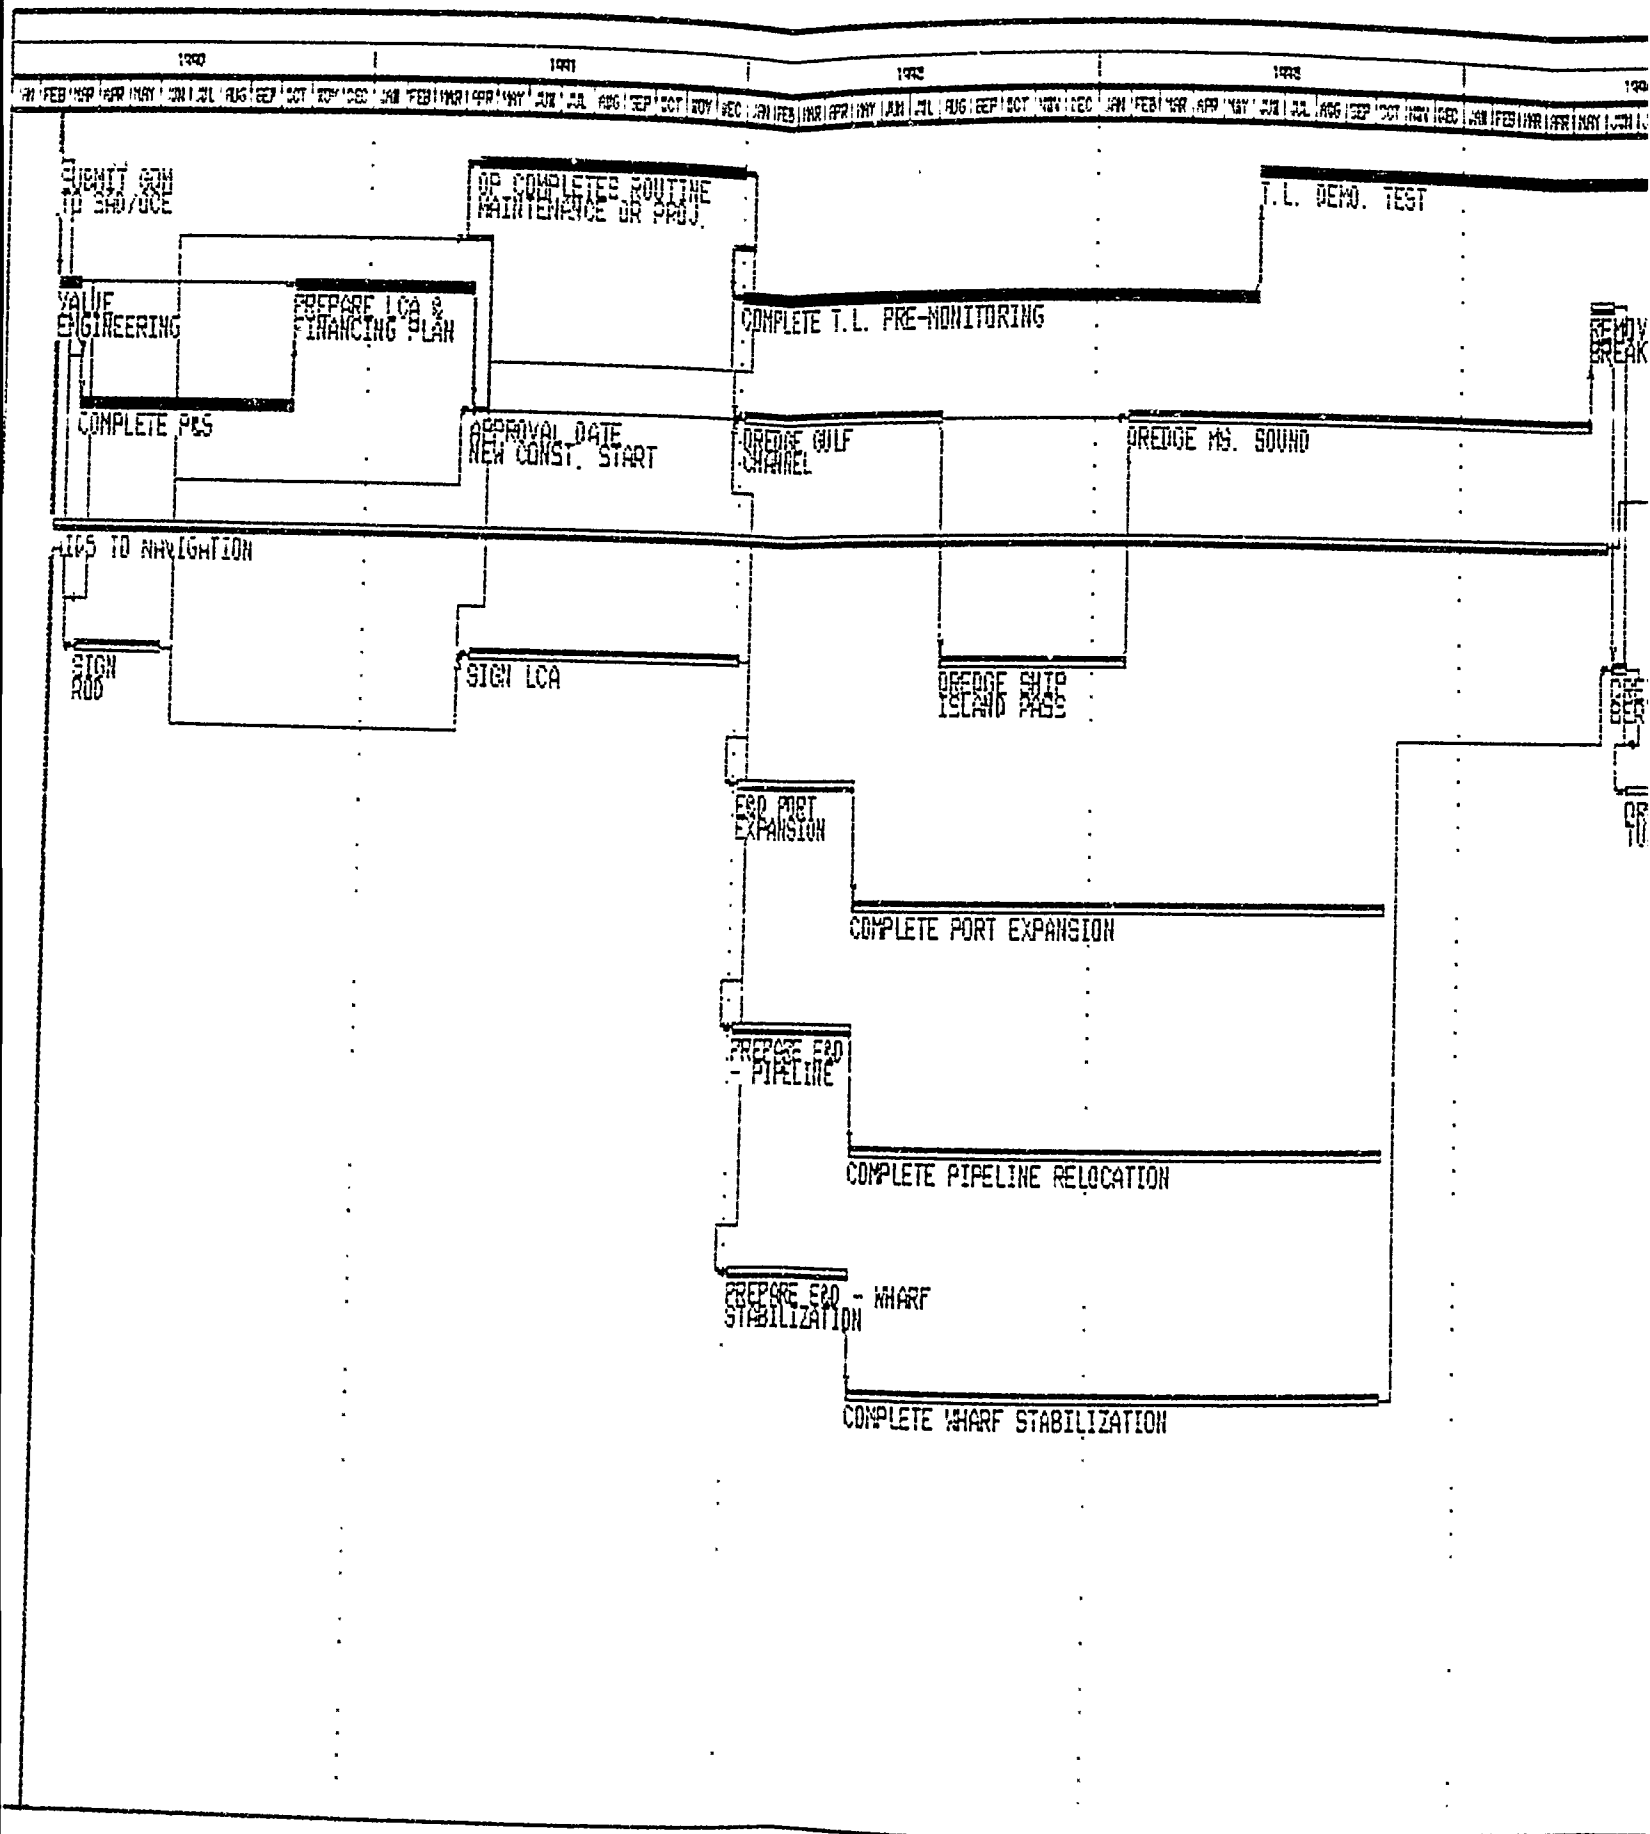 1990 1991 1992 1993
JAN FEB MAR APR MAY JUN JUL AUG SEP OCT NOV DEC JAN FEB MAR APR MAY JUN JUL AUG SEP OCT NOV DEC JAN FEB MAR APR MAY JUN JUL AUG SEP OCT NOV DEC JAN FEB MAR APR MAY JUN JUL AUG SEP OCT NOV DEC JAN FEB MAR APR MAY JUN
SUBMIT GDM
TO SAD/OCE
OP COMPLETES ROUTINE
MAINTENANCE OR PROJ.
T.L. DEMO. TEST
VALUE
ENGINEERING
PREPARE LCA &
FINANCING PLAN
COMPLETE T.L. PRE-MONITORING
REMOV
BREAK
COMPLETE P&S
APPROVAL DATE
NEW CONST. START
DREDGE GULF
CHANNEL
DREDGE MS. SOUND
AIDS TO NAVIGATION
SIGN
ROD
SIGN LCA
DREDGE SHIP
ISLAND PASS
DRE
BER
E&D PORT
EXPANSION
DR
TU
COMPLETE PORT EXPANSION
PREPARE E&D
- PIPELINE
COMPLETE PIPELINE RELOCATION
PREPARE E&D - WHARF
STABILIZATION
COMPLETE WHARF STABILIZATION